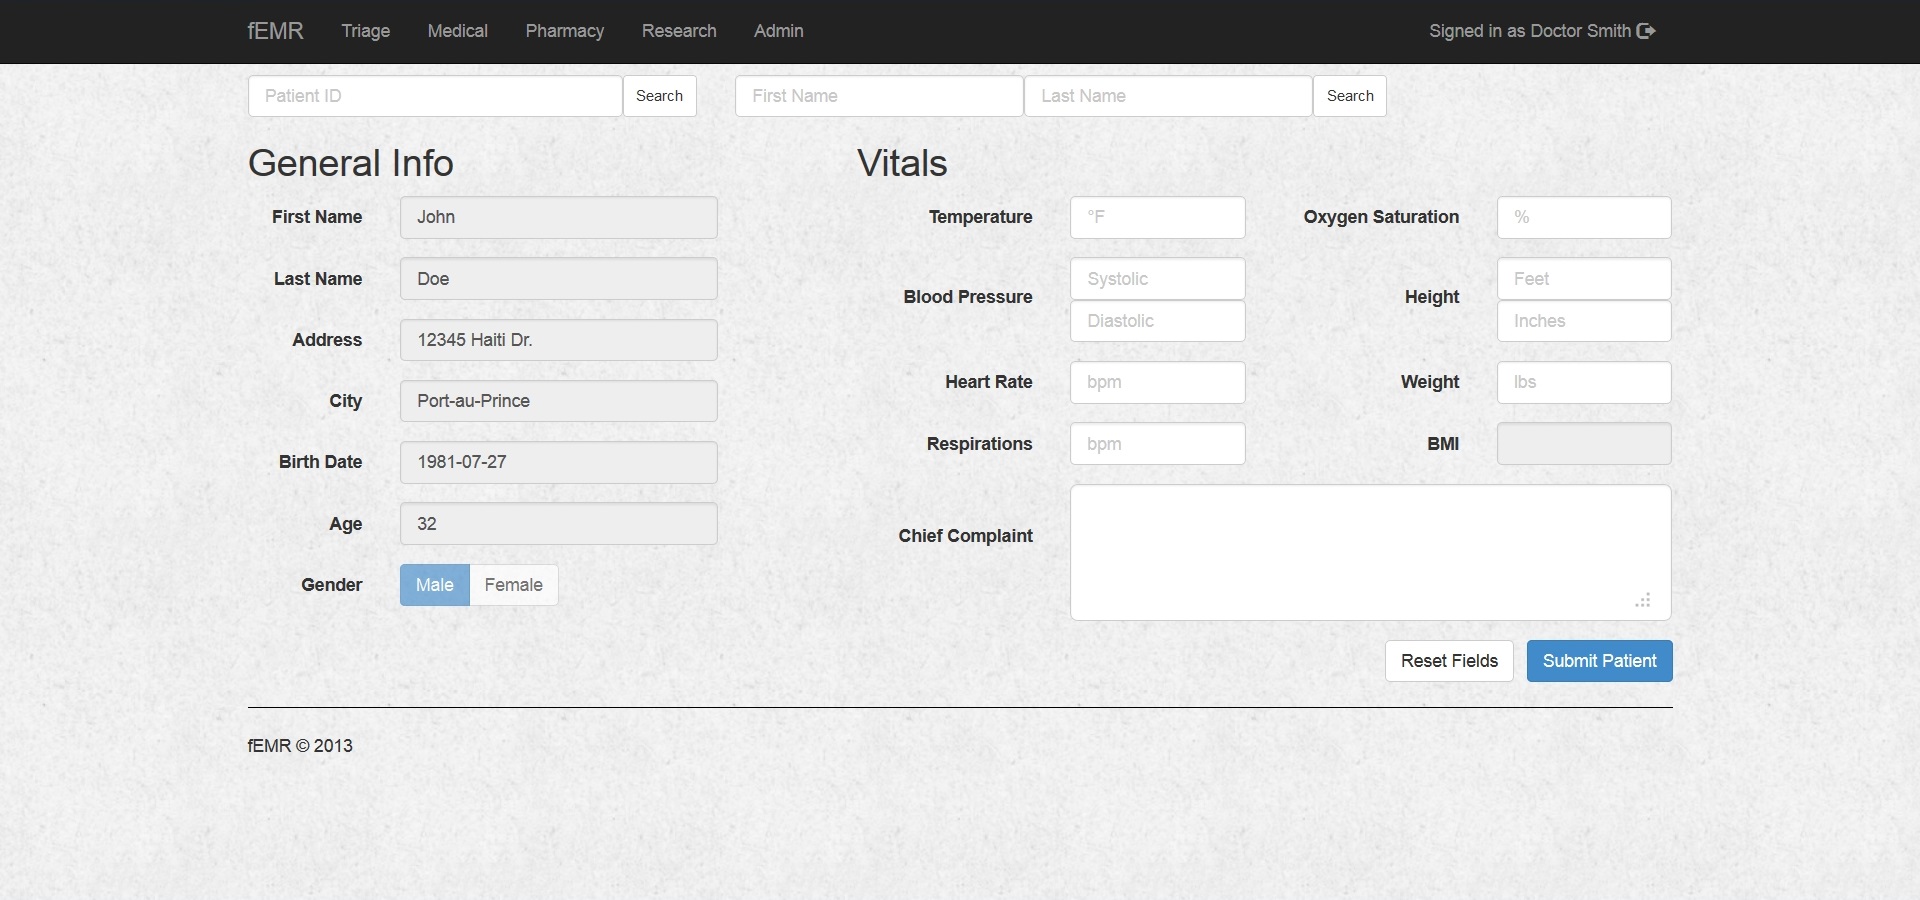 fEMR Triage Medical Pharmacy Research Admin Signed in as Doctor Smith
Patient ID Search First Name Last Name Search
General Info
First Name John
Last Name Doe
Address 12345 Haiti Dr.
City Port-au-Prince
Birth Date 1981-07-27
Age 32
Gender Male Female
Vitals
Temperature °F Oxygen Saturation %
Blood Pressure Systolic Diastolic Height Feet Inches
Heart Rate bpm Weight lbs
Respirations bpm BMI
Chief Complaint
Reset Fields Submit Patient
fEMR © 2013